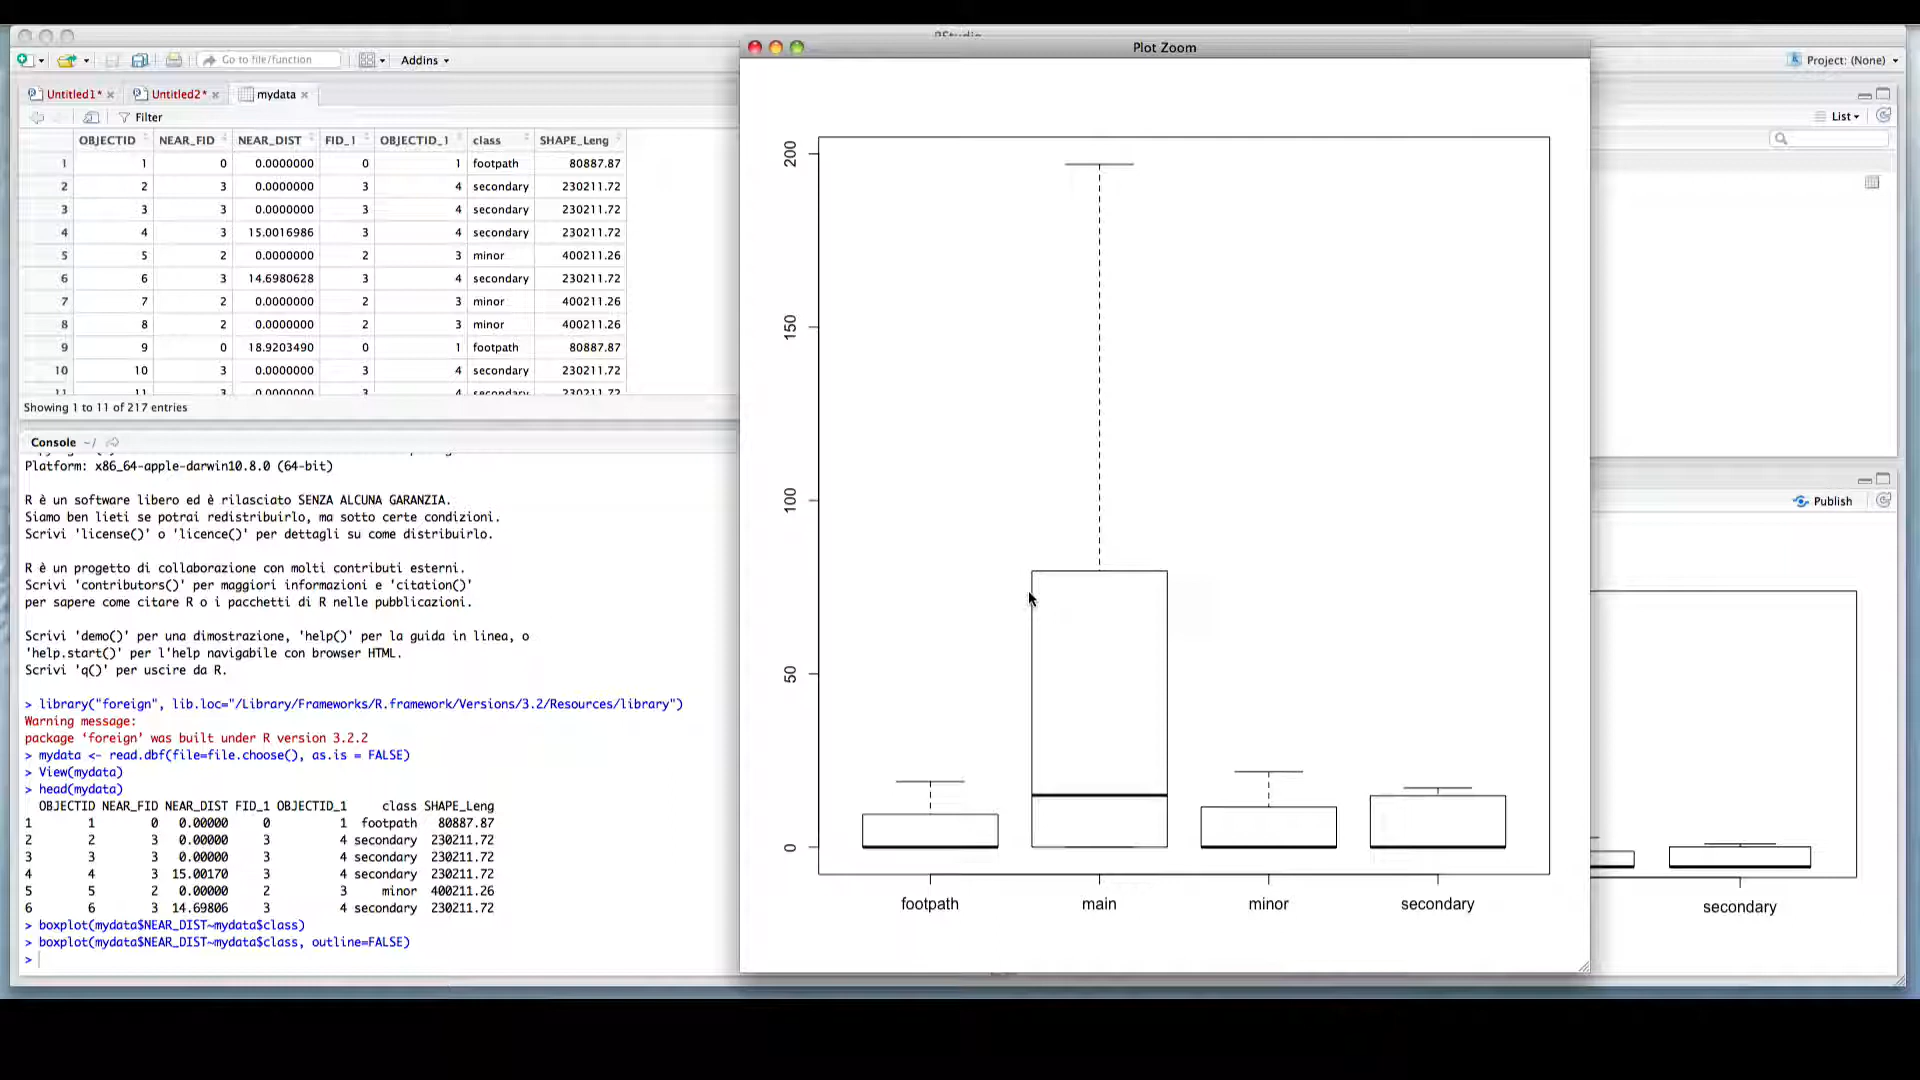 Plot Zoom
Go to file/function
Addins
Project: (None)
Untitled1*
Untitled2*
mydata
Filter
List
OBJECTID NEAR_FID NEAR_DIST FID_1 OBJECTID_1 class SHAPE_Leng
1 1 0 0.0000000 0 1 footpath 80887.87
2 2 3 0.0000000 3 4 secondary 230211.72
3 3 3 0.0000000 3 4 secondary 230211.72
4 4 3 15.0016986 3 4 secondary 230211.72
5 5 2 0.0000000 2 3 minor 400211.26
6 6 3 14.6980628 3 4 secondary 230211.72
7 7 2 0.0000000 2 3 minor 400211.26
8 8 2 0.0000000 2 3 minor 400211.26
9 9 0 18.9203490 0 1 footpath 80887.87
10 10 3 0.0000000 3 4 secondary 230211.72
11 11 3 0.0000000 3 4 secondary 230211.72
Showing 1 to 11 of 217 entries
Console ~/
Platform: x86_64-apple-darwin10.8.0 (64-bit)
R è un software libero ed è rilasciato SENZA ALCUNA GARANZIA.
Siamo ben lieti se potrai redistribuirlo, ma sotto certe condizioni.
Scrivi 'license()' o 'licence()' per dettagli su come distribuirlo.
R è un progetto di collaborazione con molti contributi esterni.
Scrivi 'contributors()' per maggiori informazioni e 'citation()'
per sapere come citare R o i pacchetti di R nelle pubblicazioni.
Scrivi 'demo()' per una dimostrazione, 'help()' per la guida in linea, o
'help.start()' per l'help navigabile con browser HTML.
Scrivi 'q()' per uscire da R.
> library("foreign", lib.loc="/Library/Frameworks/R.framework/Versions/3.2/Resources/library")
Warning message:
package ‘foreign’ was built under R version 3.2.2
> mydata <- read.dbf(file=file.choose(), as.is = FALSE)
> View(mydata)
> head(mydata)
OBJECTID NEAR_FID NEAR_DIST FID_1 OBJECTID_1 class SHAPE_Leng
1 1 0 0.00000 0 1 footpath 80887.87
2 2 3 0.00000 3 4 secondary 230211.72
3 3 3 0.00000 3 4 secondary 230211.72
4 4 3 15.00170 3 4 secondary 230211.72
5 5 2 0.00000 2 3 minor 400211.26
6 6 3 14.69806 3 4 secondary 230211.72
> boxplot(mydata$NEAR_DIST~mydata$class)
> boxplot(mydata$NEAR_DIST~mydata$class, outline=FALSE)
>
200
150
100
50
0
footpath main minor secondary
Publish
secondary